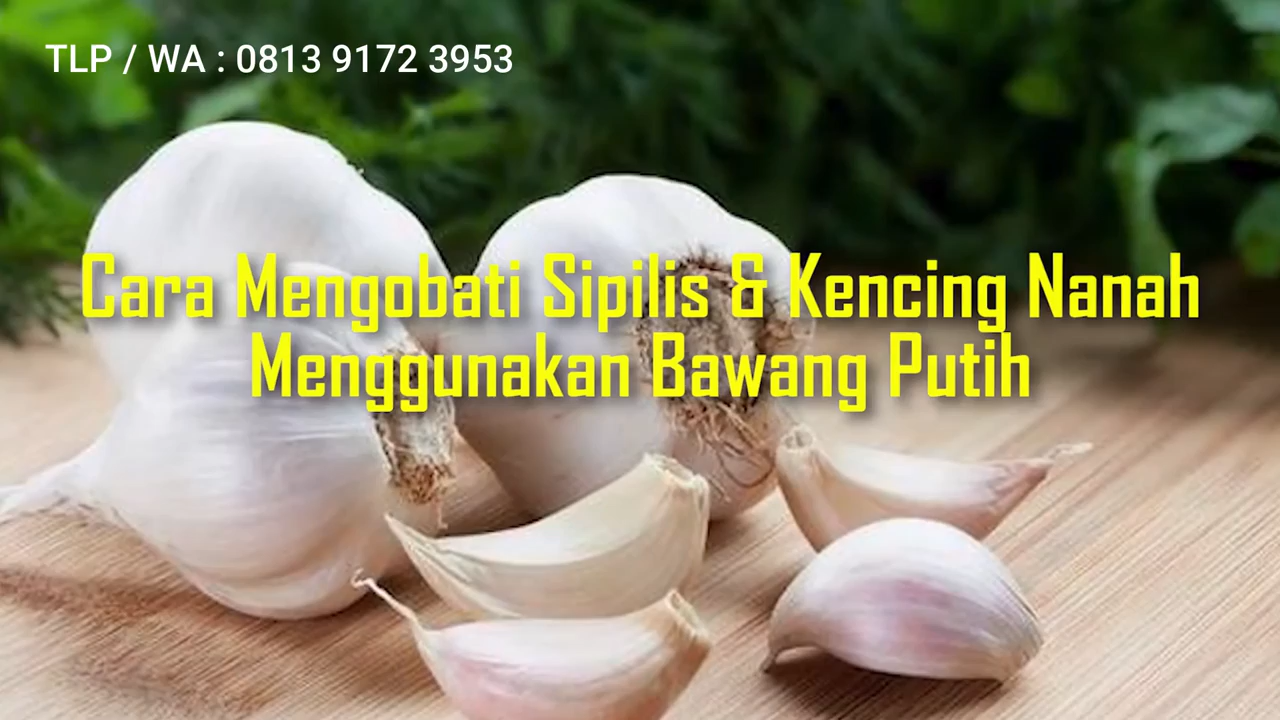 TLP / WA : 0813 9172 3953
Cara Mengobati Sipilis & Kencing Nanah
Menggunakan Bawang Putih